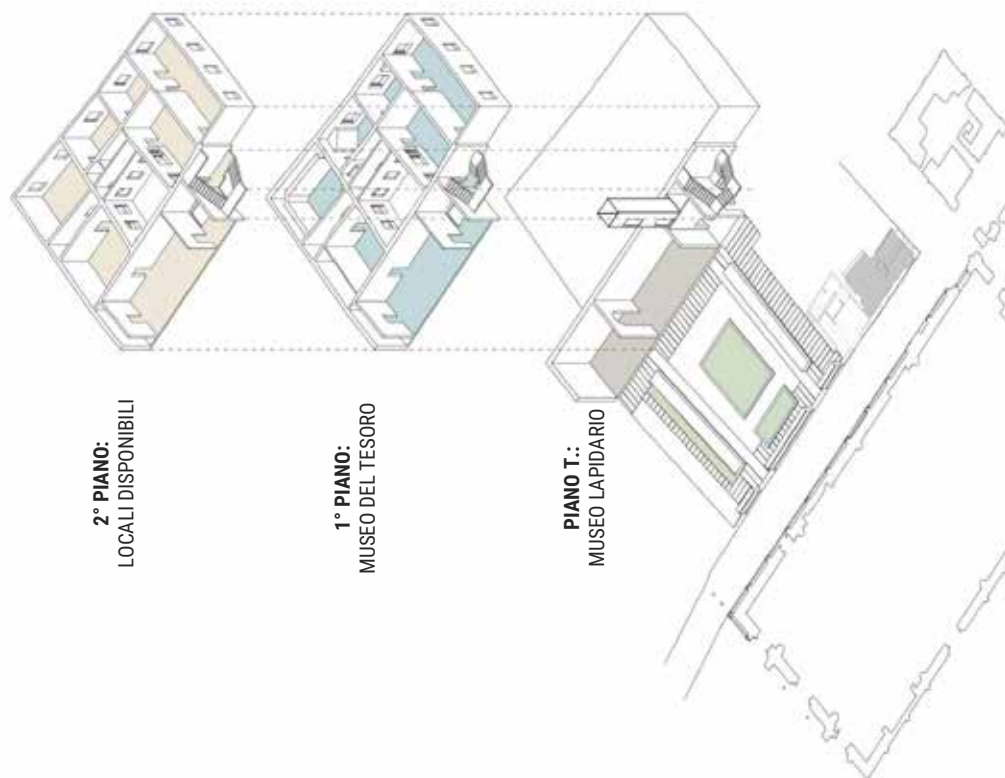 2° PIANO:
LOCALI DISPONIBILI
1° PIANO:
MUSEO DEL TESORO
PIANO T.:
MUSEO LAPIDARIO